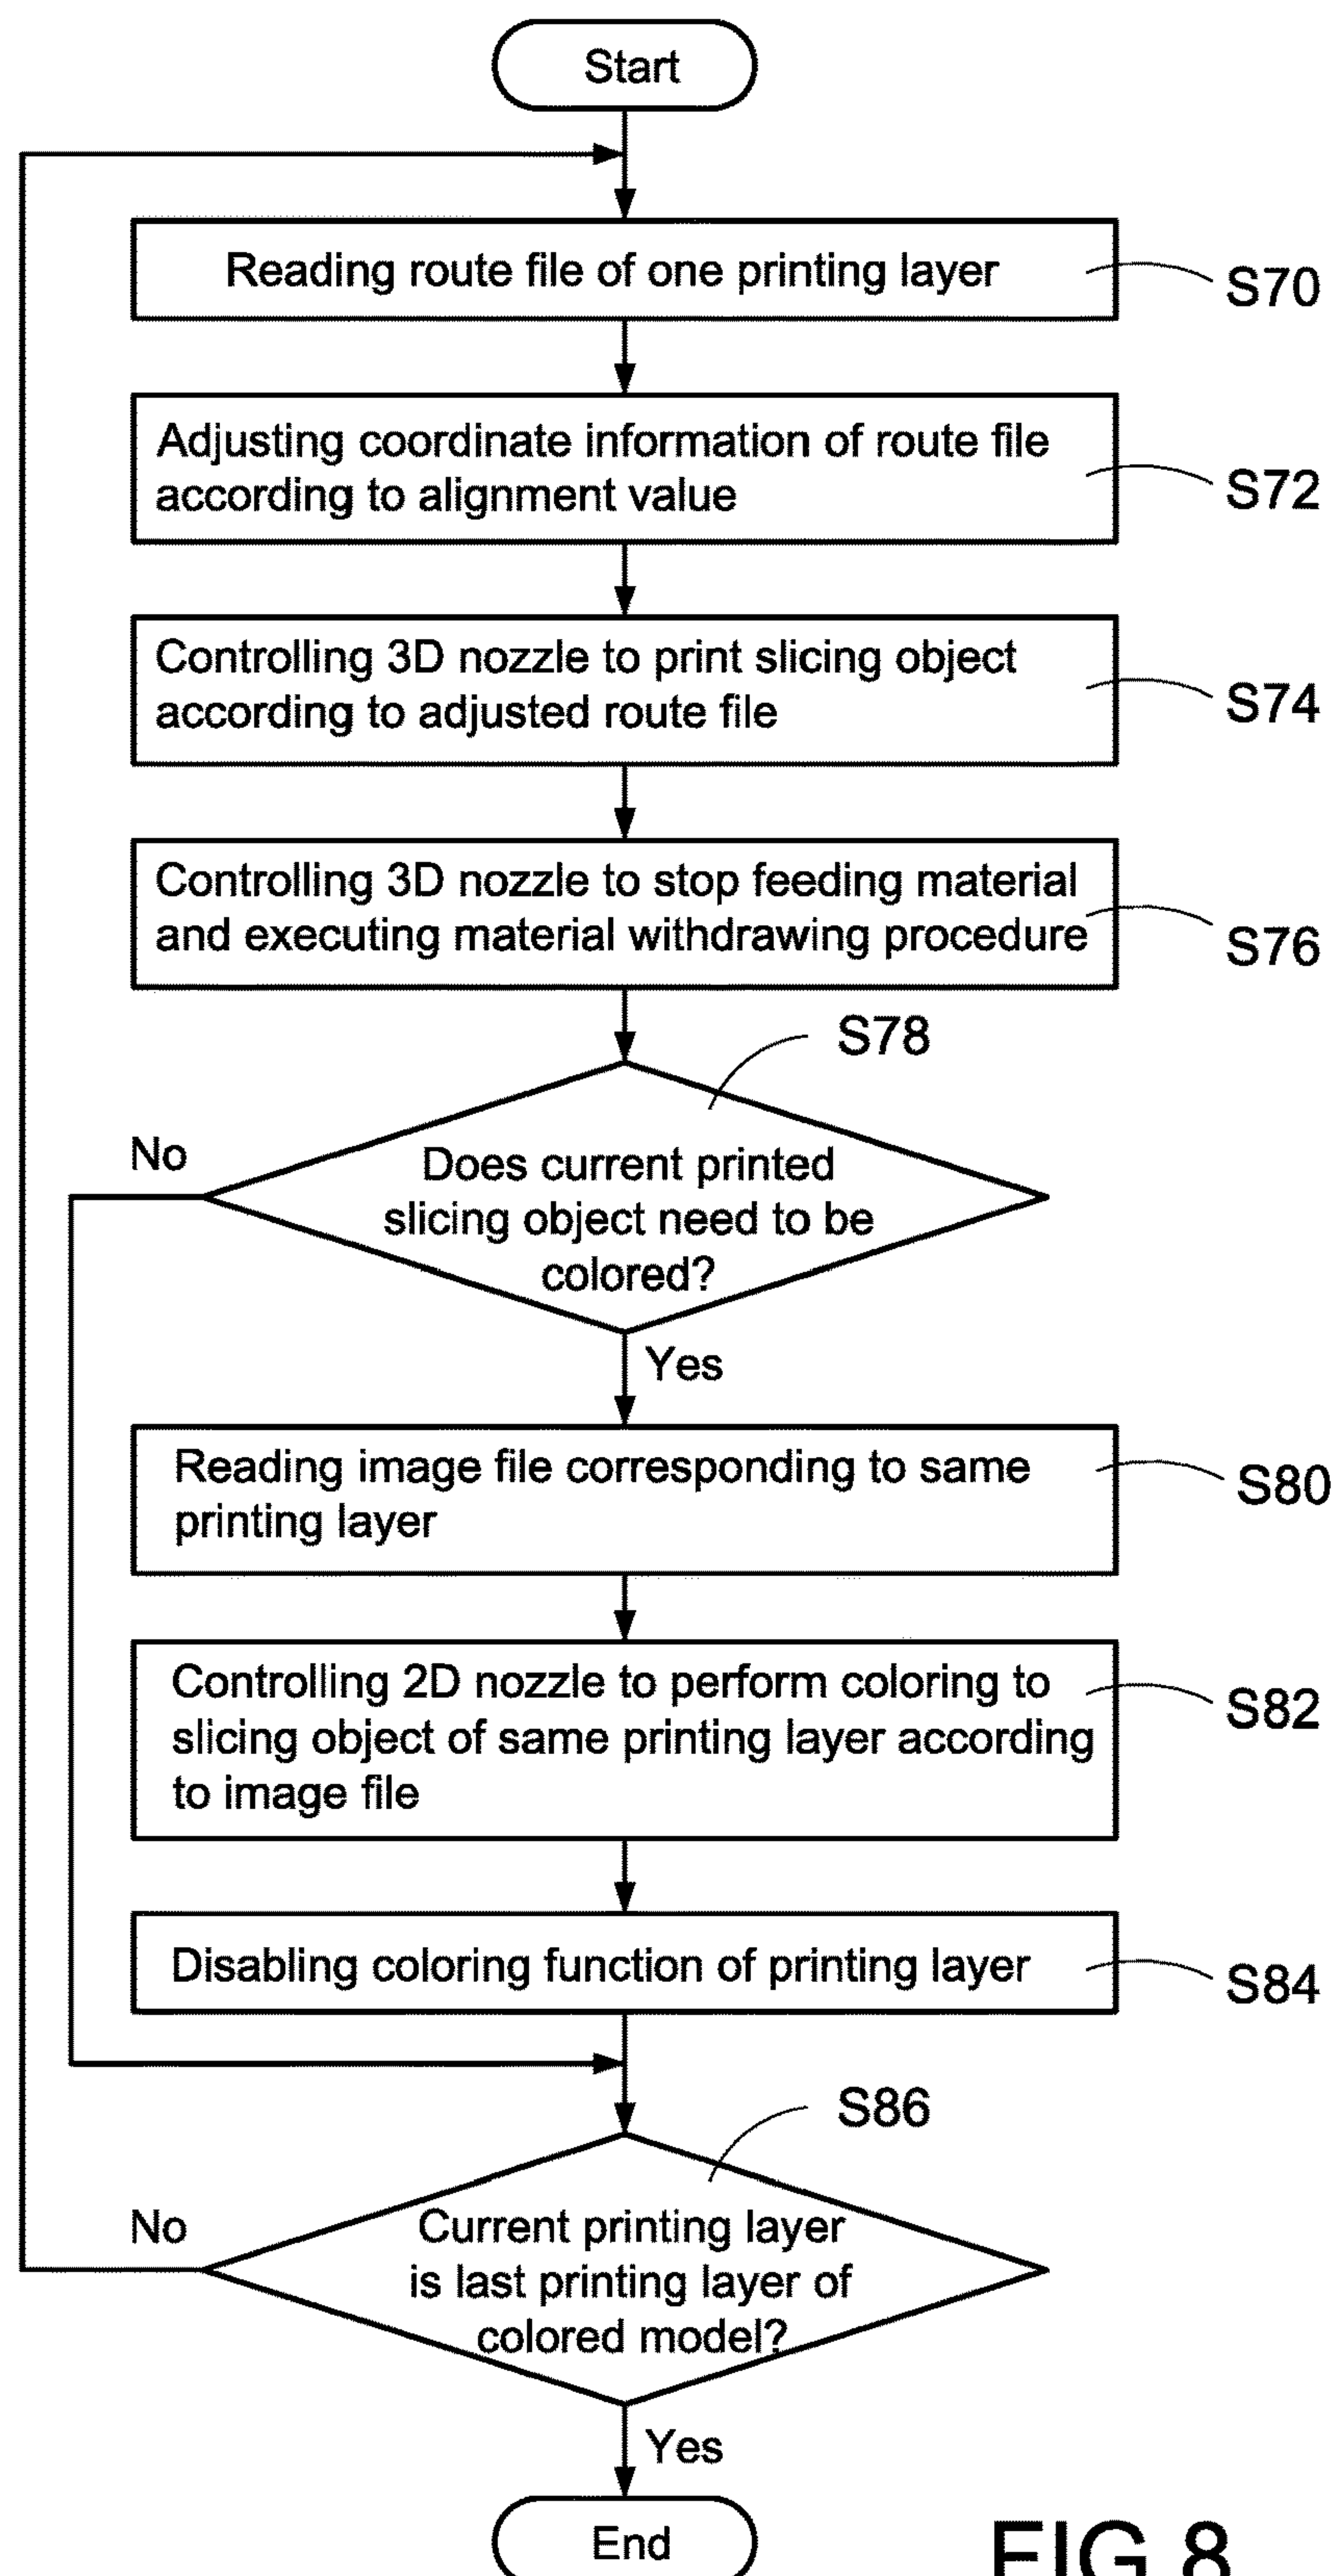 Start
Reading route file of one printing layer
S70
Adjusting coordinate information of route file
according to alignment value
S72
Controlling 3D nozzle to print slicing object
according to adjusted route file
S74
Controlling 3D nozzle to stop feeding material
and executing material withdrawing procedure
S76
S78
No
Does current printed
slicing object need to be
colored?
Yes
Reading image file corresponding to same
printing layer
S80
Controlling 2D nozzle to perform coloring to
slicing object of same printing layer according
to image file
S82
Disabling coloring function of printing layer
S84
S86
No
Current printing layer
is last printing layer of
colored model?
Yes
End
FIG.8